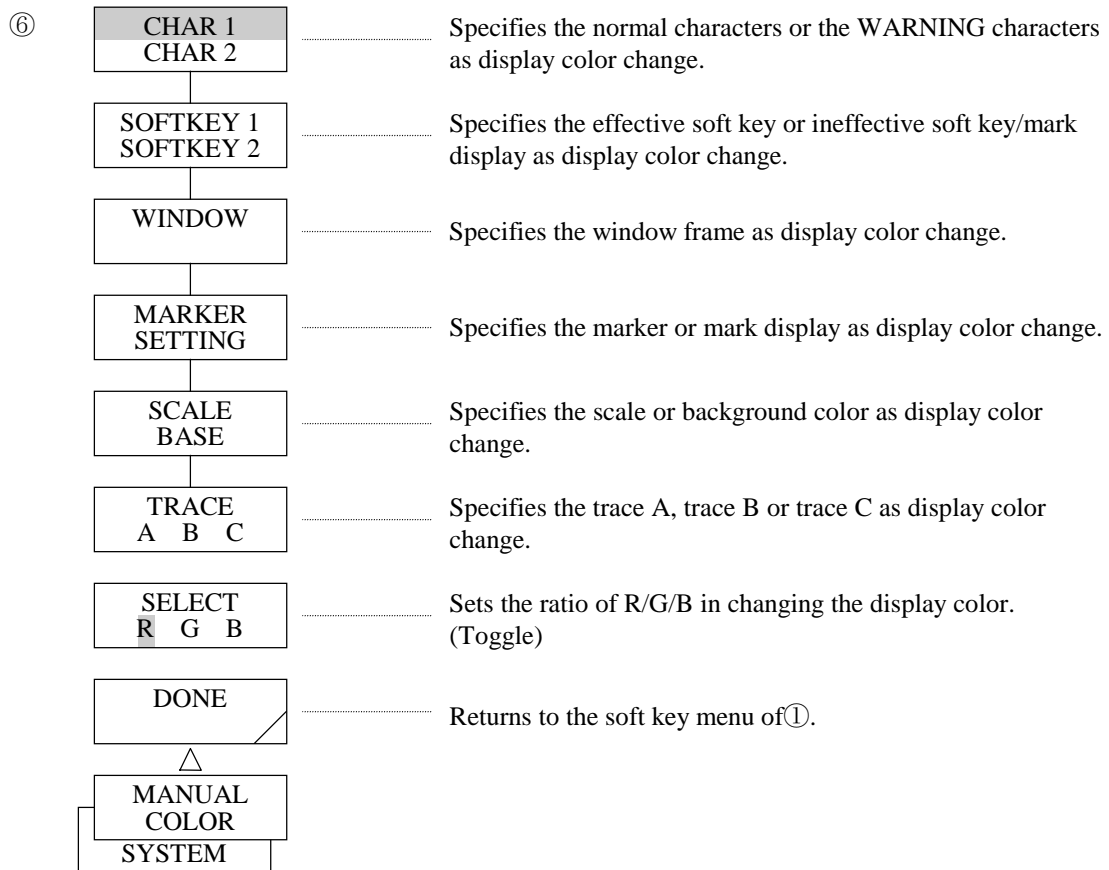 ⑥
CHAR 1
CHAR 2
Specifies the normal characters or the WARNING characters
as display color change.
SOFTKEY 1
SOFTKEY 2
Specifies the effective soft key or ineffective soft key/mark
display as display color change.
WINDOW
Specifies the window frame as display color change.
MARKER
SETTING
Specifies the marker or mark display as display color change.
SCALE
BASE
Specifies the scale or background color as display color
change.
TRACE
A B C
Specifies the trace A, trace B or trace C as display color
change.
SELECT
R G B
Sets the ratio of R/G/B in changing the display color.
(Toggle)
DONE
Returns to the soft key menu of①.
MANUAL
COLOR
SYSTEM